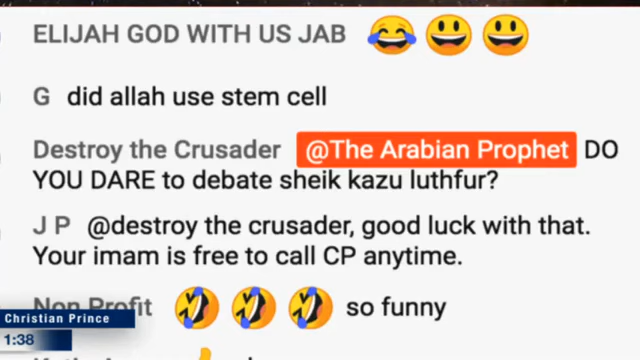 ELIJAH GOD WITH US JAB 😂 😃 😃
G did allah use stem cell
Destroy the Crusader @The Arabian Prophet DO
YOU DARE to debate sheik kazu luthfur?
J P @destroy the crusader, good luck with that.
Your imam is free to call CP anytime.
Non Profit 🤣 🤣 🤣 so funny
Christian Prince
1:38